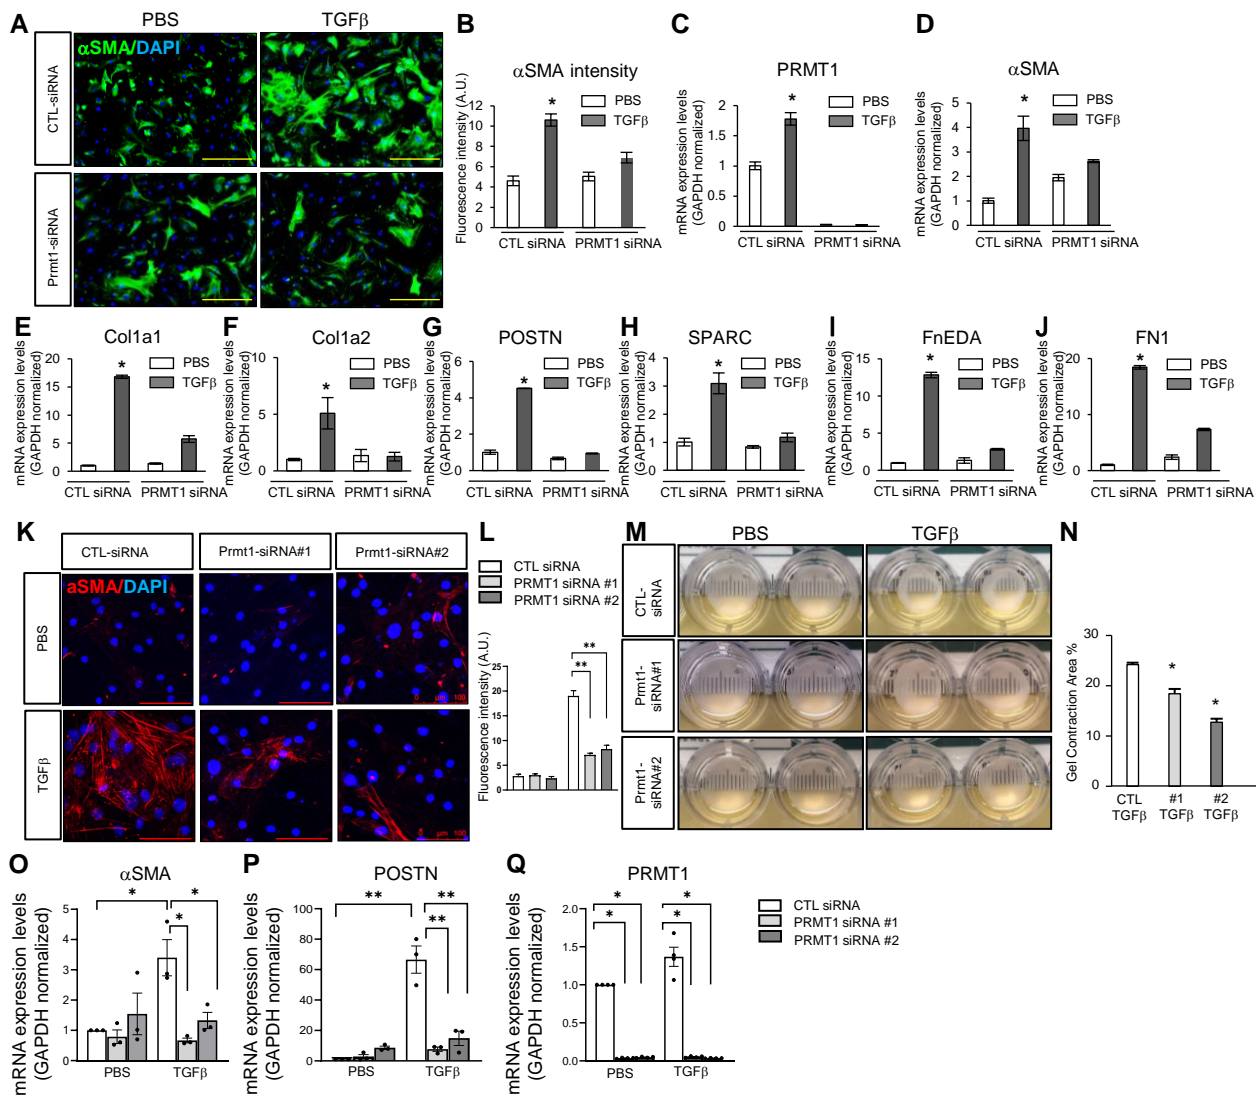 A
PBS
TGFβ
αSMA/DAPI
CTL-siRNA
Prmt1-siRNA
B
αSMA intensity
Fluorescence intensity (A.U.)
12
10
8
6
4
2
0
*
PBS
TGFβ
CTL siRNA
PRMT1 siRNA
C
PRMT1
mRNA expression levels
(GAPDH normalized)
2
1.5
1
0.5
0
*
PBS
TGFβ
CTL siRNA
PRMT1 siRNA
D
αSMA
mRNA expression levels
(GAPDH normalized)
5
4
3
2
1
0
*
PBS
TGFβ
CTL siRNA
PRMT1 siRNA
E
Col1a1
mRNA expression levels
(GAPDH normalized)
20
15
10
5
0
*
PBS
TGFβ
CTL siRNA
PRMT1 siRNA
F
Col1a2
mRNA expression levels
(GAPDH normalized)
10
5
0
*
PBS
TGFβ
CTL siRNA
PRMT1 siRNA
G
POSTN
mRNA expression levels
(GAPDH normalized)
6
4
2
0
*
PBS
TGFβ
CTL siRNA
PRMT1 siRNA
H
SPARC
mRNA expression levels
(GAPDH normalized)
4
3
2
1
0
*
PBS
TGFβ
CTL siRNA
PRMT1 siRNA
I
FnEDA
mRNA expression levels
(GAPDH normalized)
15
10
5
0
*
PBS
TGFβ
CTL siRNA
PRMT1 siRNA
J
FN1
mRNA expression levels
(GAPDH normalized)
20
10
0
*
PBS
TGFβ
CTL siRNA
PRMT1 siRNA
K
CTL-siRNA
Prmt1-siRNA#1
Prmt1-siRNA#2
aSMA/DAPI
PBS
TGFβ
0 µm 100
0 µm 100
L
CTL siRNA
PRMT1 siRNA #1
PRMT1 siRNA #2
Fluorescence intensity (A.U.)
25
20
15
10
5
0
**
**
M
PBS
TGFβ
CTL-
siRNA
Prmt1-
siRNA#1
Prmt1-
siRNA#2
N
Gel Contraction Area %
30
20
10
0
*
*
CTL
TGFβ
#1
TGFβ
#2
TGFβ
O
αSMA
mRNA expression levels
(GAPDH normalized)
5
4
3
2
1
0
*
*
*
PBS
TGFβ
P
POSTN
mRNA expression levels
(GAPDH normalized)
100
80
60
40
20
0
**
**
**
PBS
TGFβ
Q
PRMT1
mRNA expression levels
(GAPDH normalized)
2.0
1.5
1.0
0.5
0.0
*
*
*
*
PBS
TGFβ
CTL siRNA
PRMT1 siRNA #1
PRMT1 siRNA #2